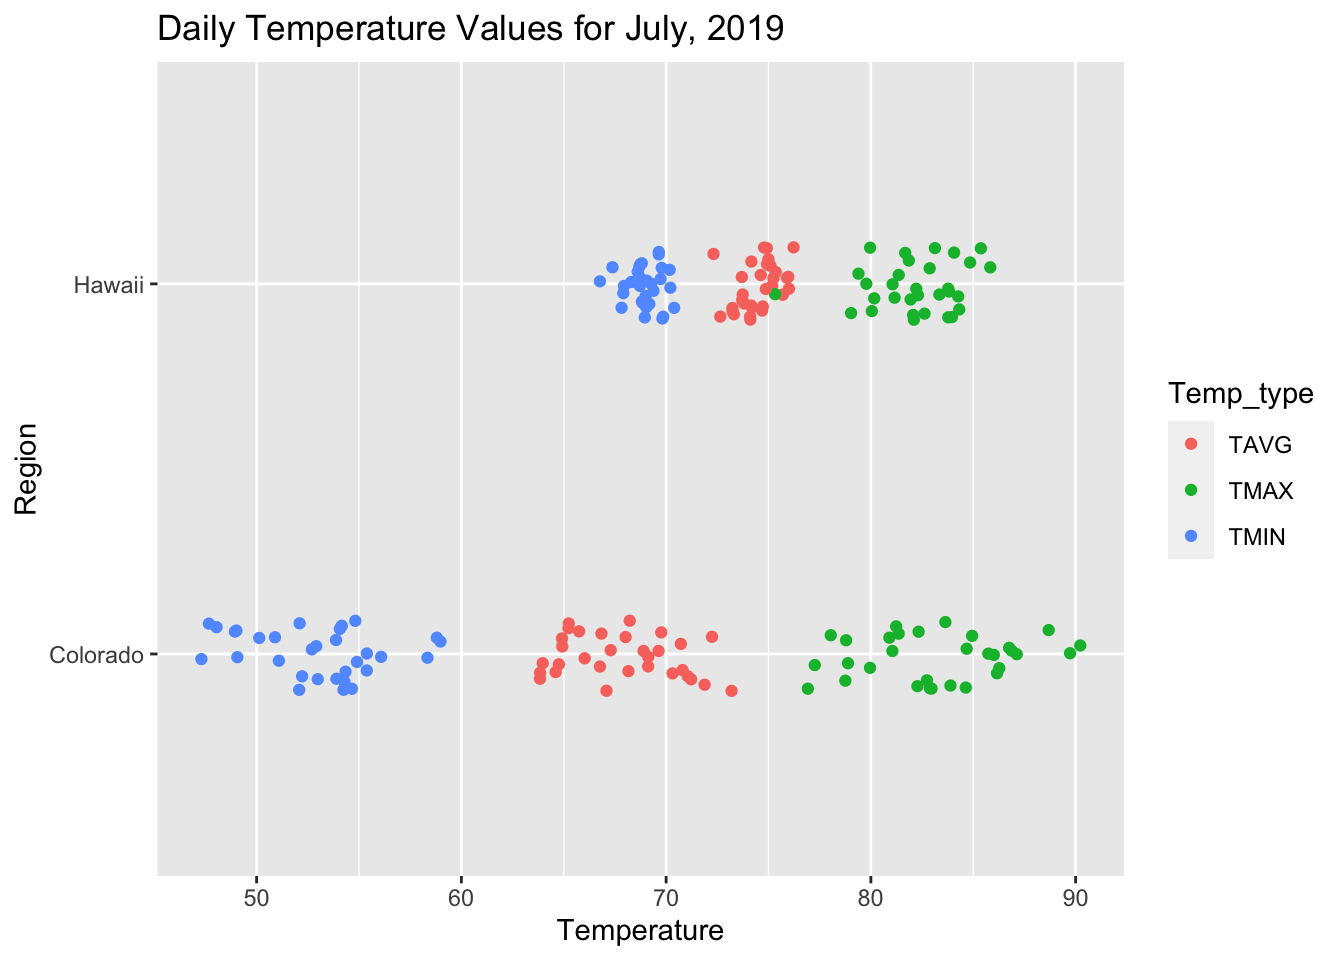 Daily Temperature Values for July, 2019
Hawaii
Colorado
Region
50 60 70 80 90
Temperature
Temp_type
TAVG
TMAX
TMIN